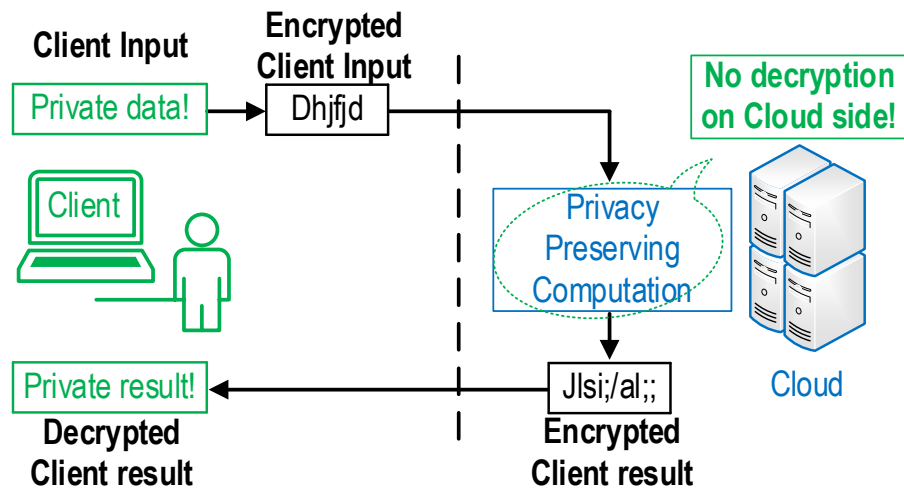 Client Input
Encrypted
Client Input
Private data!
Dhjfjd
No decryption
on Cloud side!
Client
Privacy
Preserving
Computation
Cloud
Private result!
Jlsi;/al;;
Decrypted
Client result
Encrypted
Client result